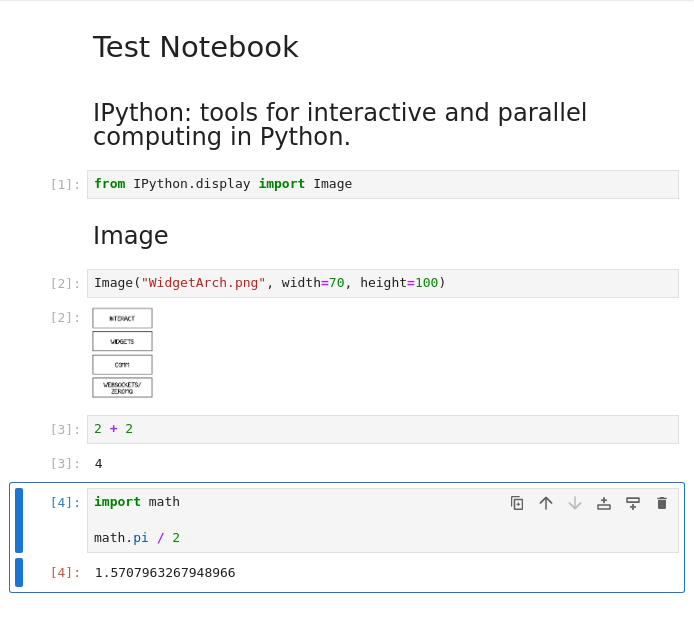 Test Notebook
IPython: tools for interactive and parallel
computing in Python.
[1]: from IPython.display import Image
Image
[2]: Image("WidgetArch.png", width=70, height=100)
[2]:
INTERACT
WIDGETS
COMM
WEBSOCKETS/
ZEROMQ
[3]: 2 + 2
[3]: 4
[4]: import math
math.pi / 2
[4]: 1.5707963267948966